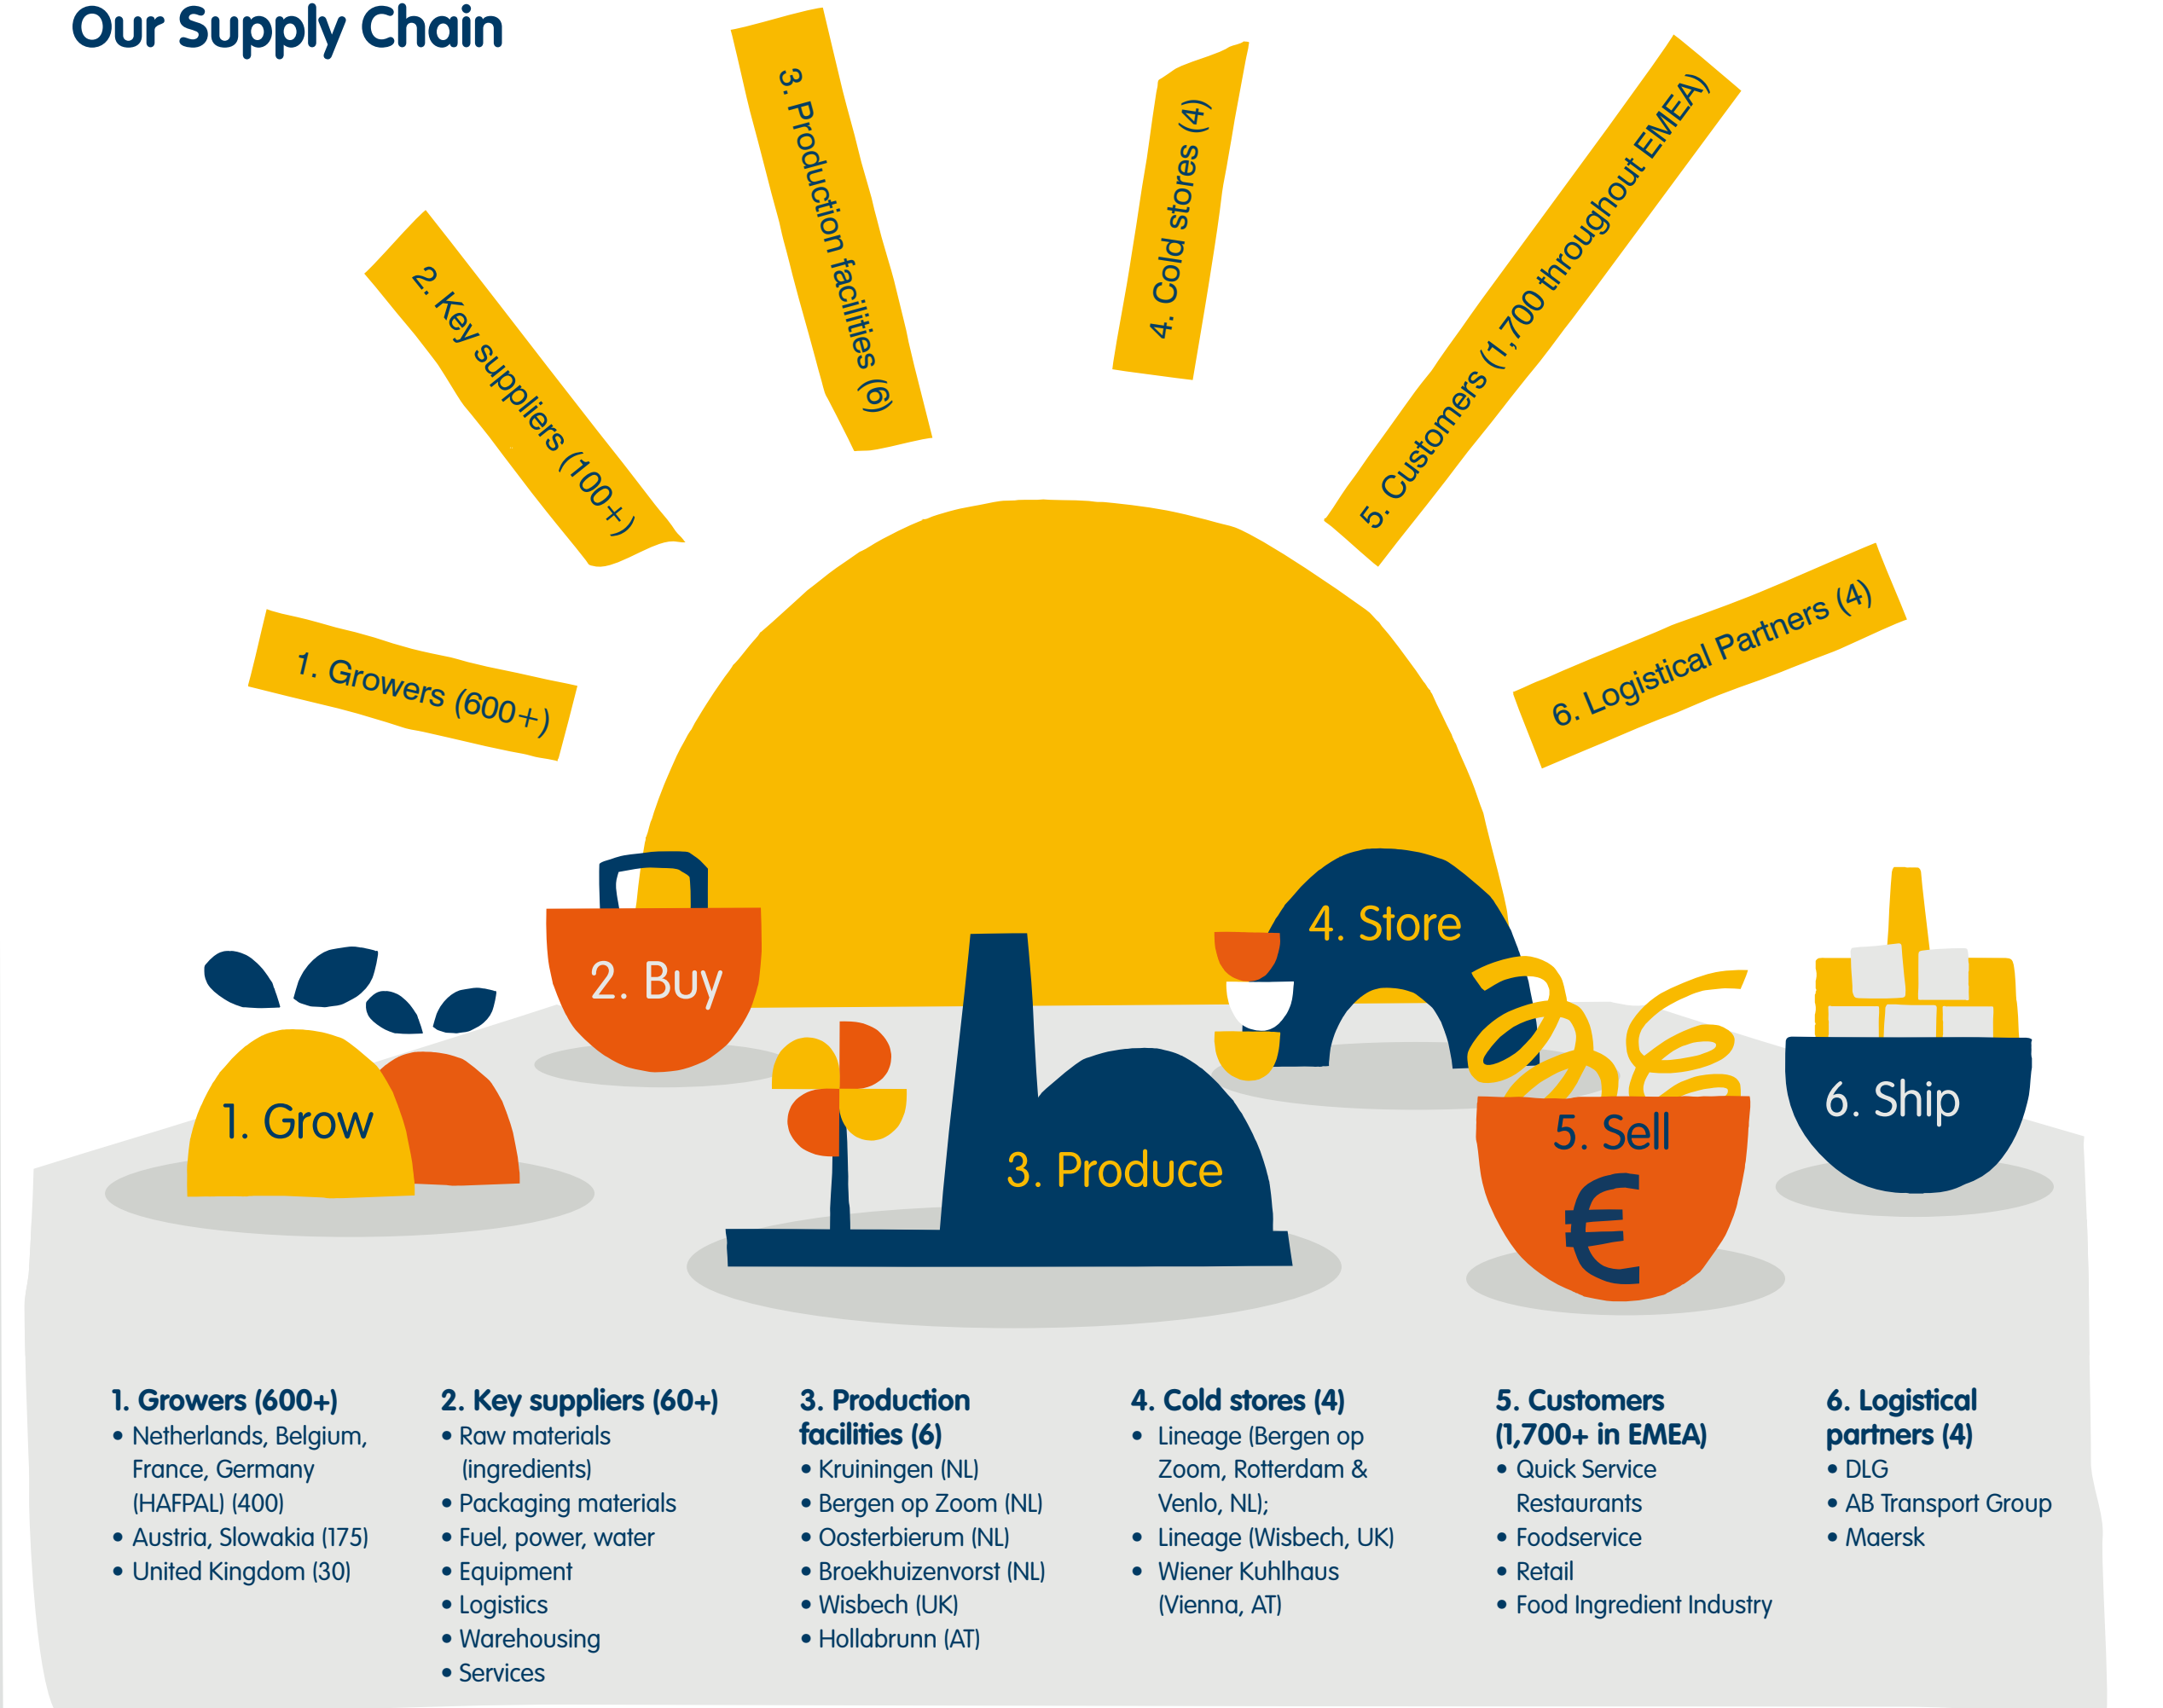 Our Supply Chain
1. Growers (600+)
2. Key suppliers (100+)
3. Production facilities (6)
4. Cold stores (4)
5. Customers (1,700 throughout EMEA)
6. Logistical Partners (4)
1. Grow
2. Buy
3. Produce
4. Store
5. Sell
€
6. Ship
1. Growers (600+)
• Netherlands, Belgium,
France, Germany
(HAFPAL) (400)
• Austria, Slowakia (175)
• United Kingdom (30)
2. Key suppliers (60+)
• Raw materials
(ingredients)
• Packaging materials
• Fuel, power, water
• Equipment
• Logistics
• Warehousing
• Services
3. Production
facilities (6)
• Kruiningen (NL)
• Bergen op Zoom (NL)
• Oosterbierum (NL)
• Broekhuizenvorst (NL)
• Wisbech (UK)
• Hollabrunn (AT)
4. Cold stores (4)
• Lineage (Bergen op
Zoom, Rotterdam &
Venlo, NL);
• Lineage (Wisbech, UK)
• Wiener Kuhlhaus
(Vienna, AT)
5. Customers
(1,700+ in EMEA)
• Quick Service
Restaurants
• Foodservice
• Retail
• Food Ingredient Industry
6. Logistical
partners (4)
• DLG
• AB Transport Group
• Maersk